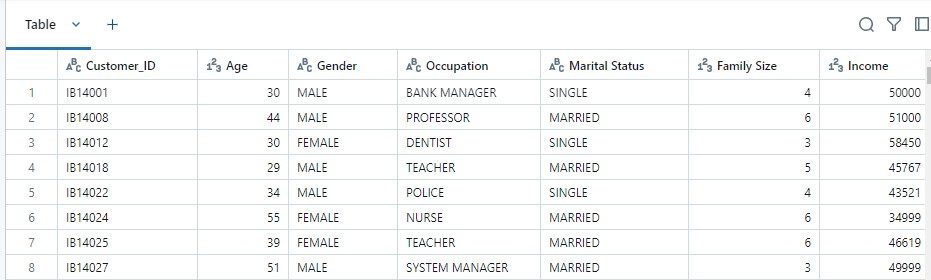 Table +
Customer_ID Age Gender Occupation Marital Status Family Size Income
1 IB14001 30 MALE BANK MANAGER SINGLE 4 50000
2 IB14008 44 MALE PROFESSOR MARRIED 6 51000
3 IB14012 30 FEMALE DENTIST SINGLE 3 58450
4 IB14018 29 MALE TEACHER MARRIED 5 45767
5 IB14022 34 MALE POLICE SINGLE 4 43521
6 IB14024 55 FEMALE NURSE MARRIED 6 34999
7 IB14025 39 FEMALE TEACHER MARRIED 6 46619
8 IB14027 51 MALE SYSTEM MANAGER MARRIED 3 49999